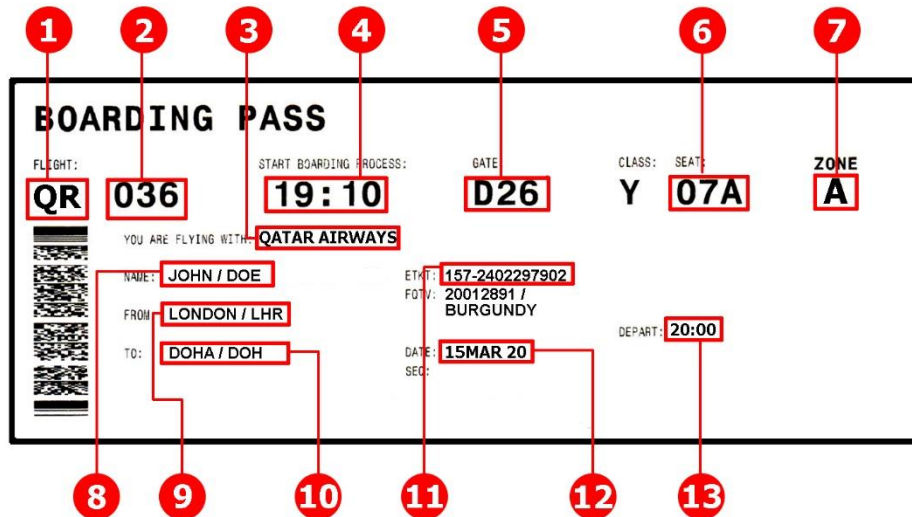 1 2 3 4 5 6 7
BOARDING PASS
FLIGHT: START BOARDING PROCESS: GATE CLASS: SEAT: ZONE
QR 036 19:10 D26 Y 07A A
YOU ARE FLYING WITH: QATAR AIRWAYS
NAME: JOHN / DOE ETKT: 157-2402297902
FQTV: 20012891 /
BURGUNDY
FROM LONDON / LHR
DEPART: 20:00
TO: DOHA / DOH DATE: 15MAR 20
SEC:
8 9 10 11 12 13